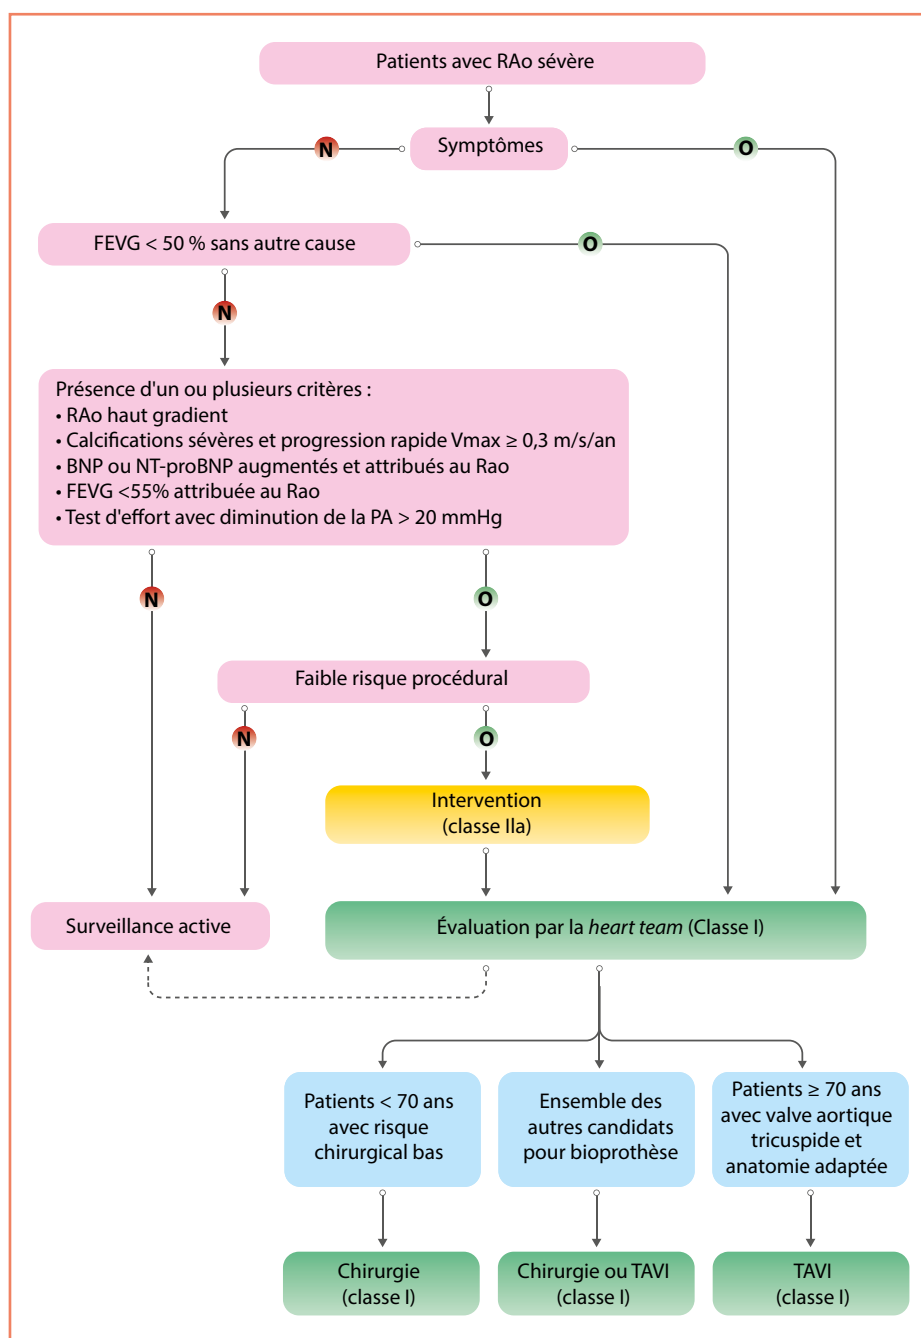 Patients avec RAo sévère
Symptômes
N
O
FEVG < 50 % sans autre cause
O
N
Présence d'un ou plusieurs critères :
• RAo haut gradient
• Calcifications sévères et progression rapide Vmax ≥ 0,3 m/s/an
• BNP ou NT-proBNP augmentés et attribués au Rao
• FEVG <55% attribuée au Rao
• Test d'effort avec diminution de la PA > 20 mmHg
N
O
Faible risque procédural
N
O
Intervention
(classe IIa)
Surveillance active
Évaluation par la heart team (Classe I)
Patients < 70 ans
avec risque
chirurgical bas
Ensemble des
autres candidats
pour bioprothèse
Patients ≥ 70 ans
avec valve aortique
tricuspide et
anatomie adaptée
Chirurgie
(classe I)
Chirurgie ou TAVI
(classe I)
TAVI
(classe I)